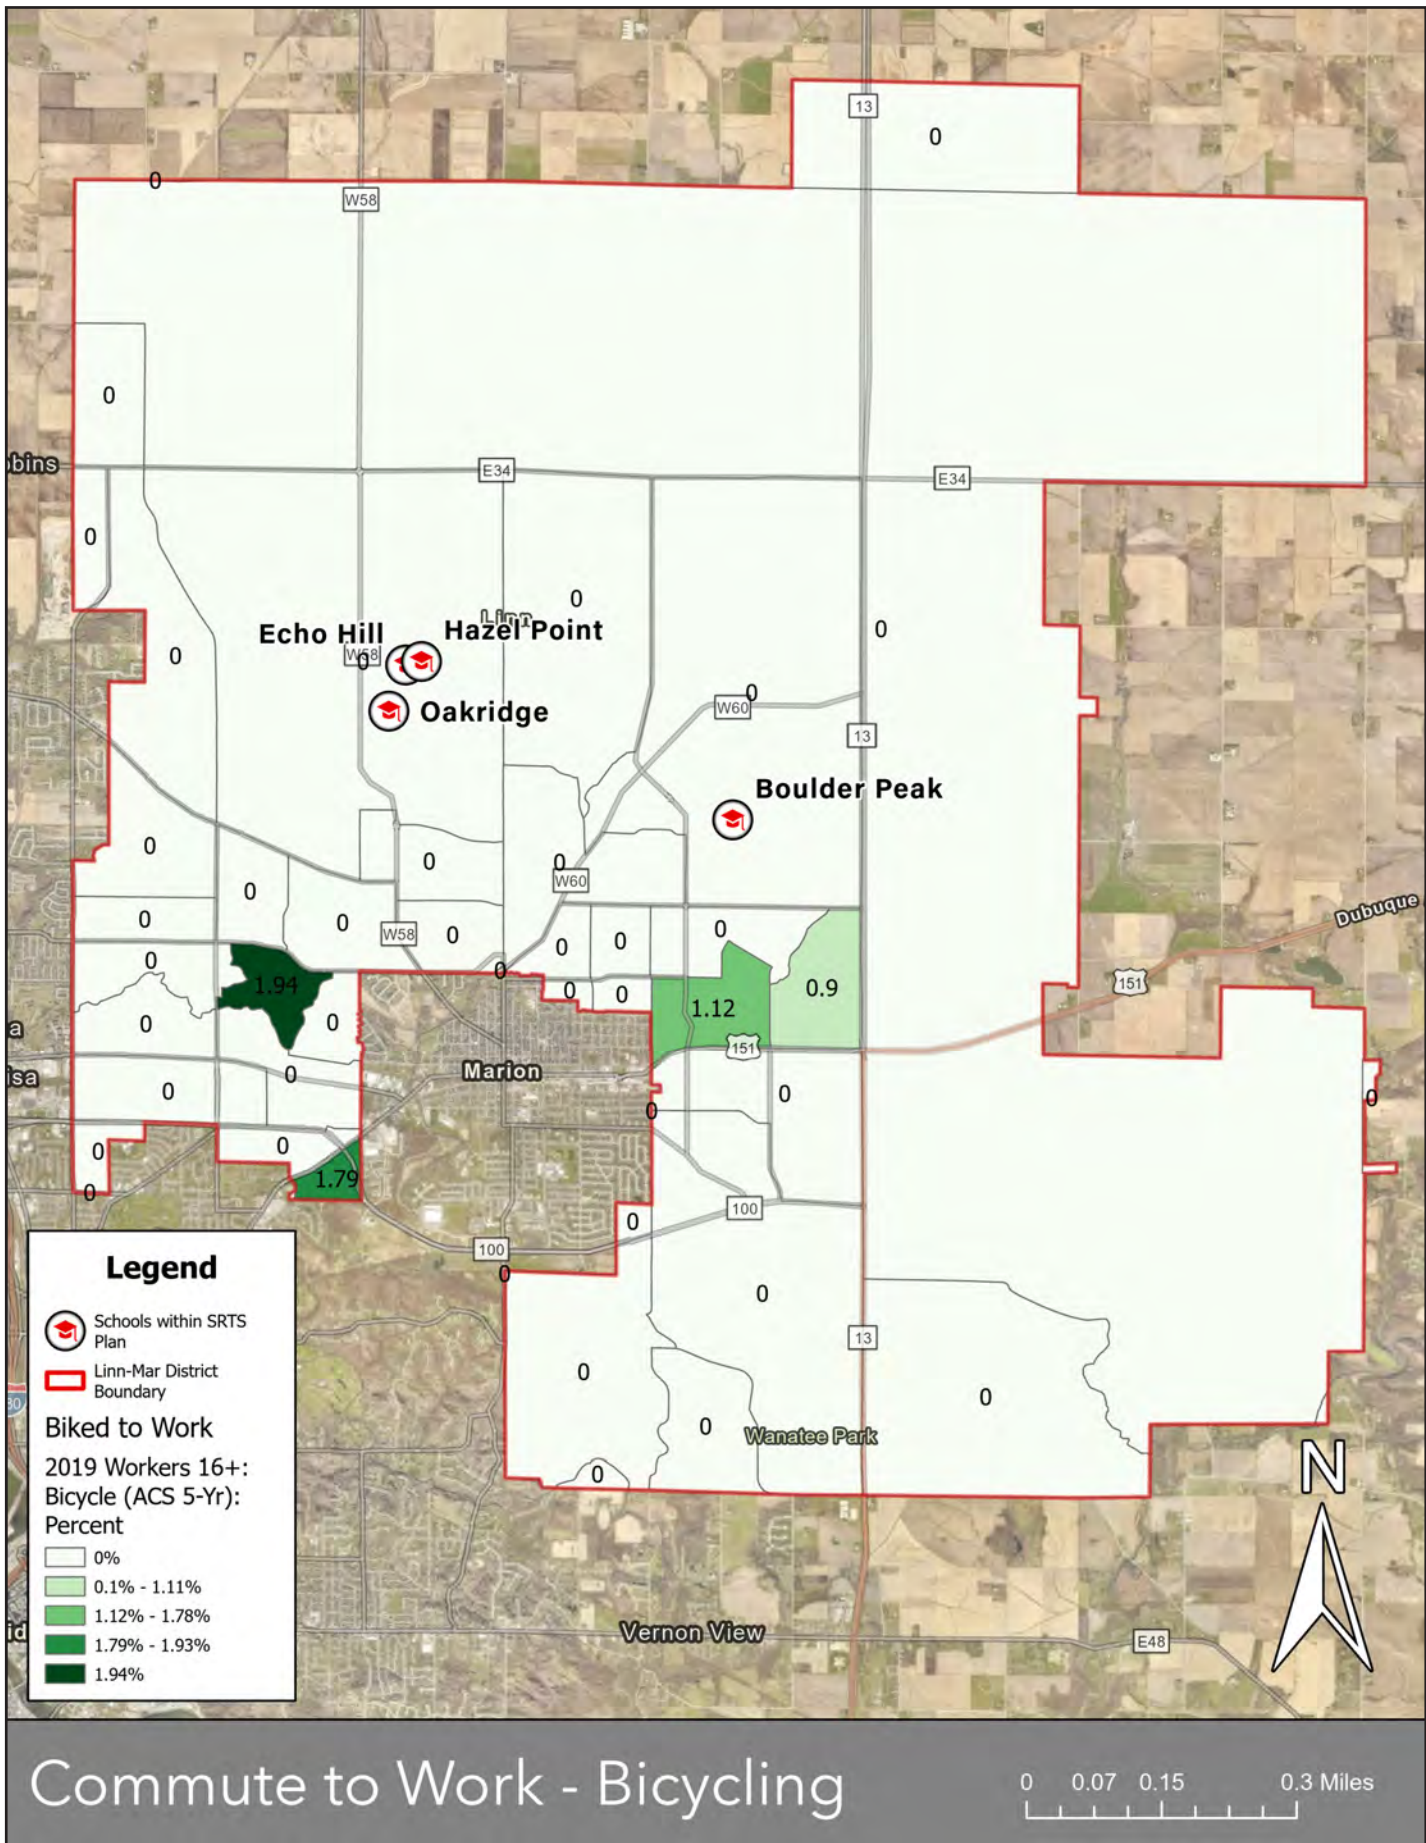 13
0
0
W58
0
bbins
E34
E34
0
0
Linn
Echo Hill
Hazel Point
0
0
W58
0
0
W60
Oakridge
13
Boulder Peak
0
0
0
W60
0
Dubuque
0
0
W58
0
0
0
0
0
0
151
1.94
0
0
0.9
1.12
0
0
a
151
Marion
isa
0
0
0
0
0
0
0
1.79
0
100
0
100
0
0
13
0
0
0
Wanatee Park
0
Legend
Schools within SRTS
Plan
Linn-Mar District
Boundary
Biked to Work
2019 Workers 16+:
Bicycle (ACS 5-Yr):
Percent
0%
0.1% - 1.11%
1.12% - 1.78%
1.79% - 1.93%
1.94%
80
id
N
Vernon View
E48
Commute to Work - Bicycling
0 0.07 0.15 0.3 Miles